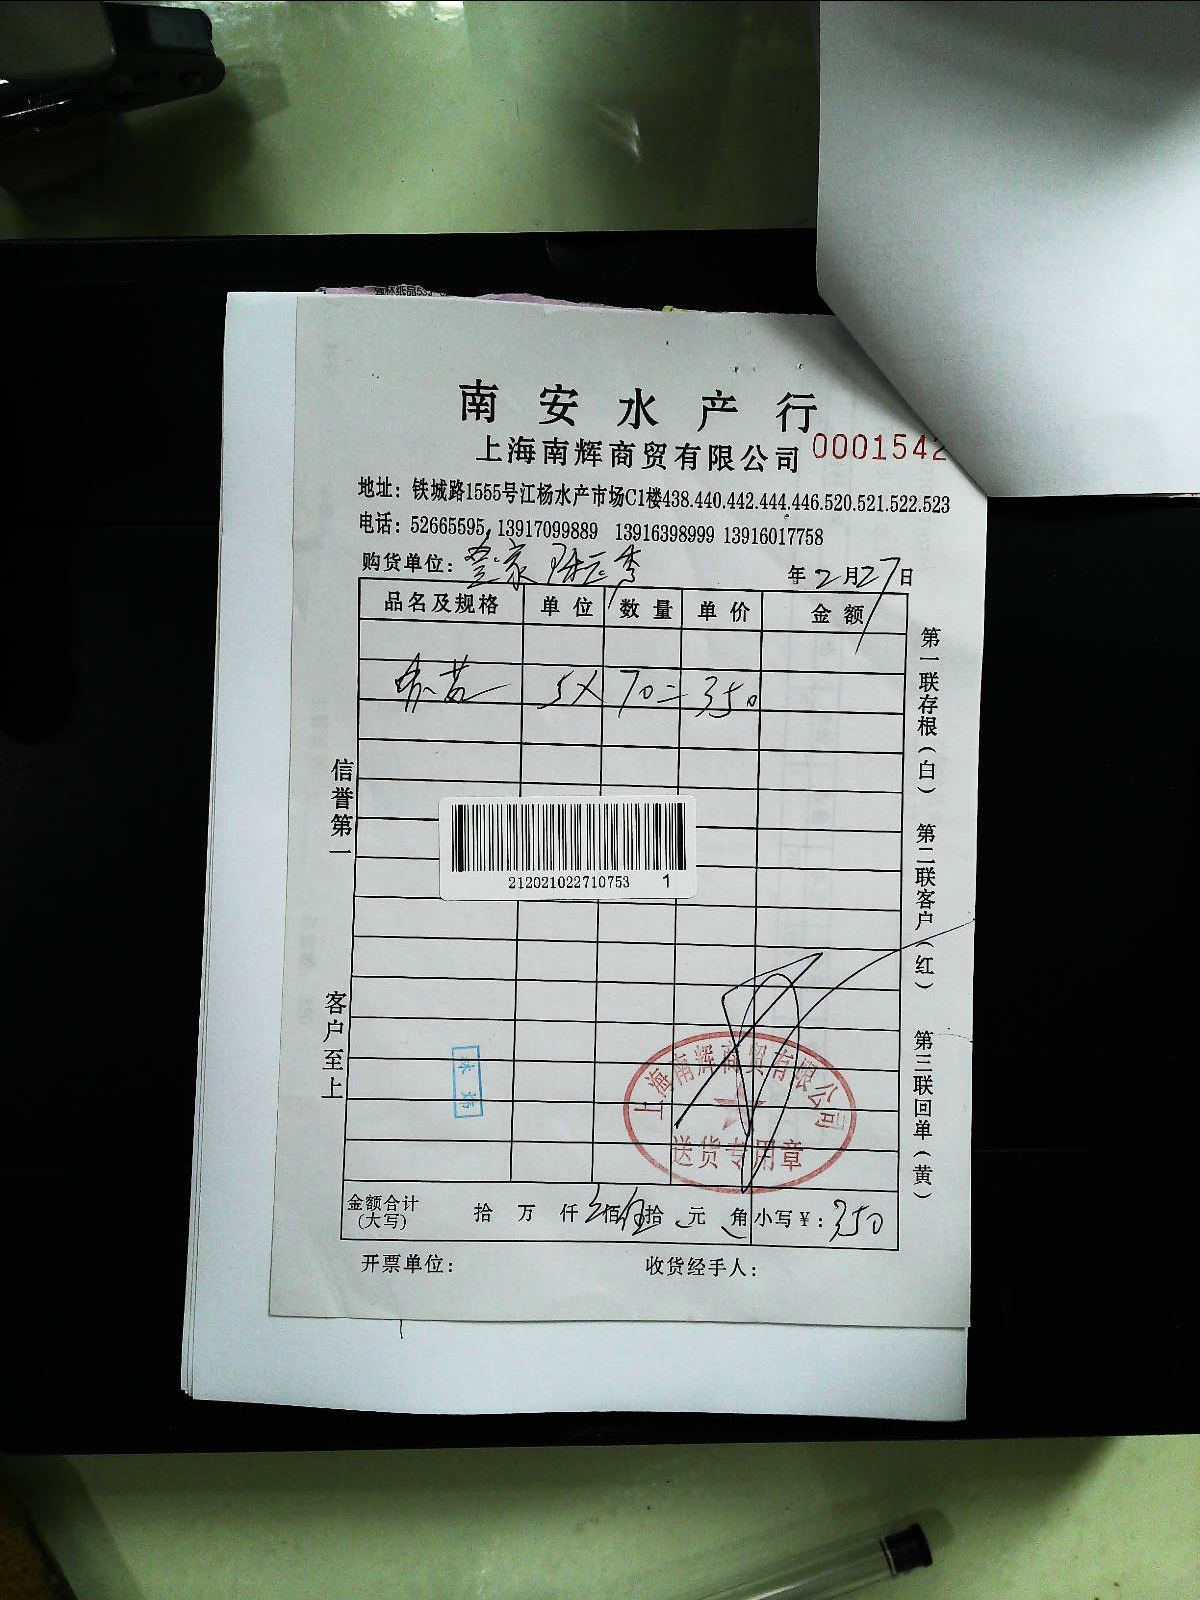 南安水产行
上海南辉商贸有限公司 0001542
地址：铁城路1555号江杨水产市场C1楼438.440.442.444.446.520.521.522.523
电话：52665595, 13917099889 13916398999 13916017758
购货单位：
年2月27日
品名及规格 单位 数量 单价 金额
5× 70= 350
信誉第一
客户至上
212021022710753 1
第一联存根(白) 第二联客户(红) 第三联回单(黄)
上海南辉商贸有限公司
送货专用章
金额合计(大写) 拾 万 仟 佰 拾 元 角 小写￥: 350
开票单位: 收货经手人: